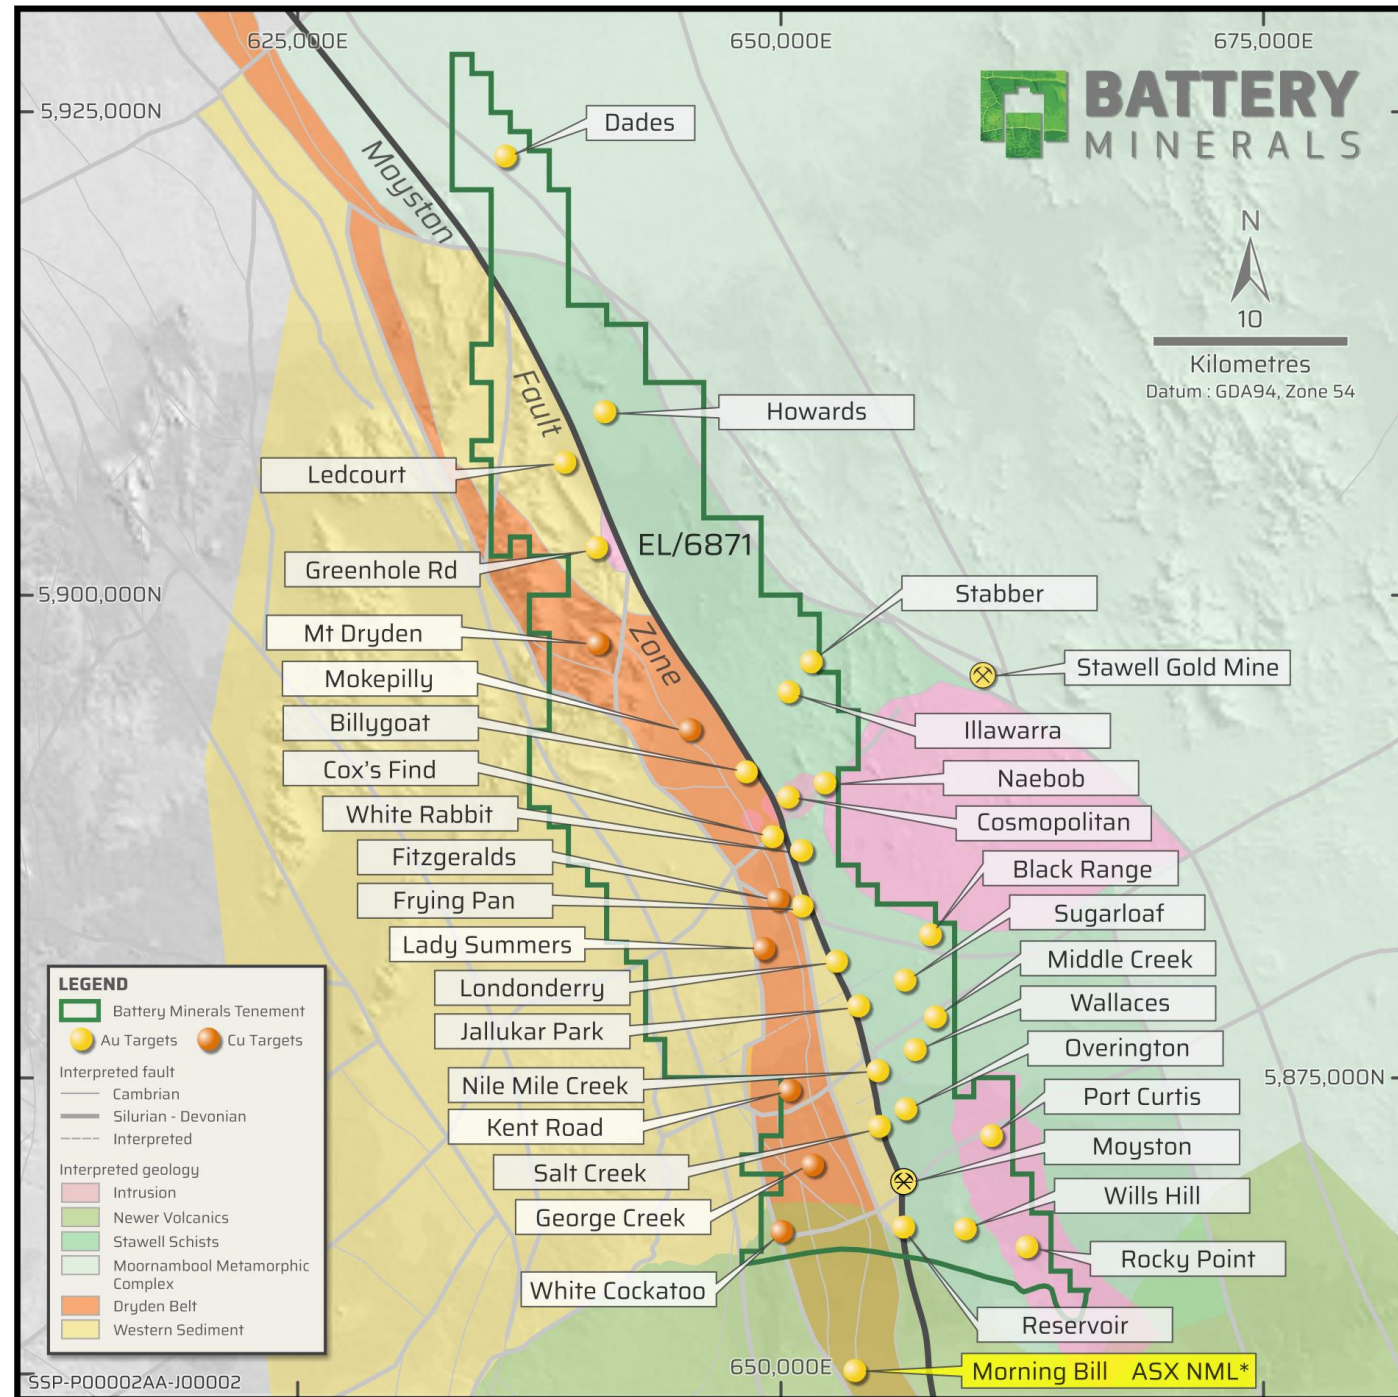 625,000E
650,000E
675,000E
5,925,000N
BATTERY
MINERALS
Dades
Moyston
N
10
Kilometres
Datum : GDA94, Zone 54
Fault
Howards
Ledcourt
EL/6871
Greenhole Rd
5,900,000N
Stabber
Mt Dryden
Zone
Stawell Gold Mine
Mokepilly
Billygoat
Illawarra
Cox's Find
Naebob
White Rabbit
Cosmopolitan
Fitzgeralds
Black Range
Frying Pan
Sugarloaf
Lady Summers
Middle Creek
Londonderry
Wallaces
Jallukar Park
Overington
Nile Mile Creek
5,875,000N
Port Curtis
Kent Road
Moyston
Salt Creek
Wills Hill
George Creek
Rocky Point
White Cockatoo
Reservoir
650,000E
Morning Bill ASX NML*
LEGEND
Battery Minerals Tenement
Au Targets
Cu Targets
Interpreted fault
Cambrian
Silurian - Devonian
Interpreted
Interpreted geology
Intrusion
Newer Volcanics
Stawell Schists
Moornambool Metamorphic
Complex
Dryden Belt
Western Sediment
SSP-P00002AA-J00002